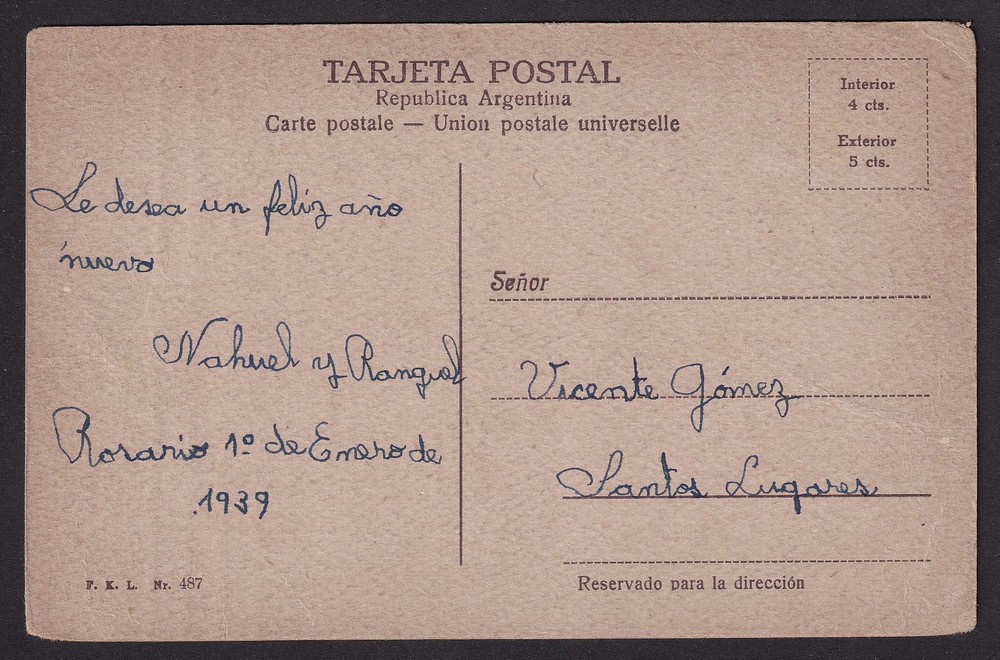 TARJETA POSTAL
Republica Argentina
Carte postale — Union postale universelle
Interior
4 cts.
Exterior
5 cts.
Le desea un feliz año
nuevo
Nahuel y Ranquel
Rosario 1º de Enero de
1939
F. K. L. Nr. 487
Señor
Vicente Gómez
Santos Lugares
Reservado para la dirección